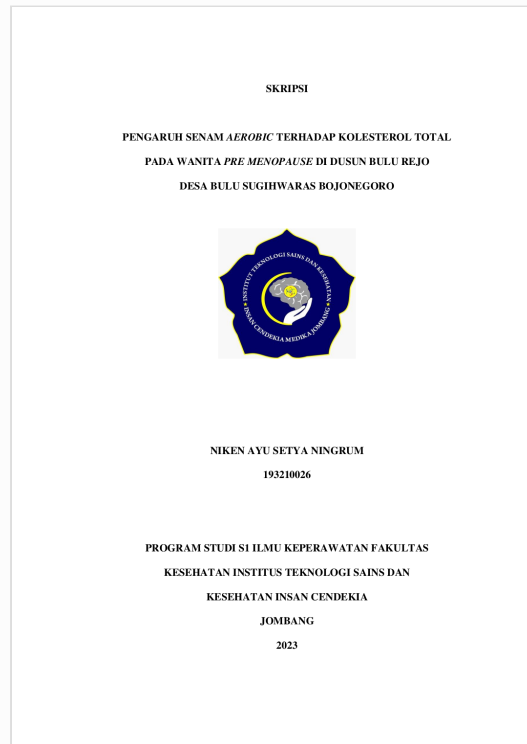 SKRIPSI
PENGARUH SENAM AEROBIC TERHADAP KOLESTEROL TOTAL
PADA WANITA PRE MENOPAUSE DI DUSUN BULU REJO
DESA BULU SUGIHWARAS BOJONEGORO
INSTITUT TEKNOLOGI SAINS DAN KESEHATAN
INSAN CENDEKIA MEDIKA JOMBANG
NIKEN AYU SETYA NINGRUM
193210026
PROGRAM STUDI S1 ILMU KEPERAWATAN FAKULTAS
KESEHATAN INSTITUS TEKNOLOGI SAINS DAN
KESEHATAN INSAN CENDEKIA
JOMBANG
2023